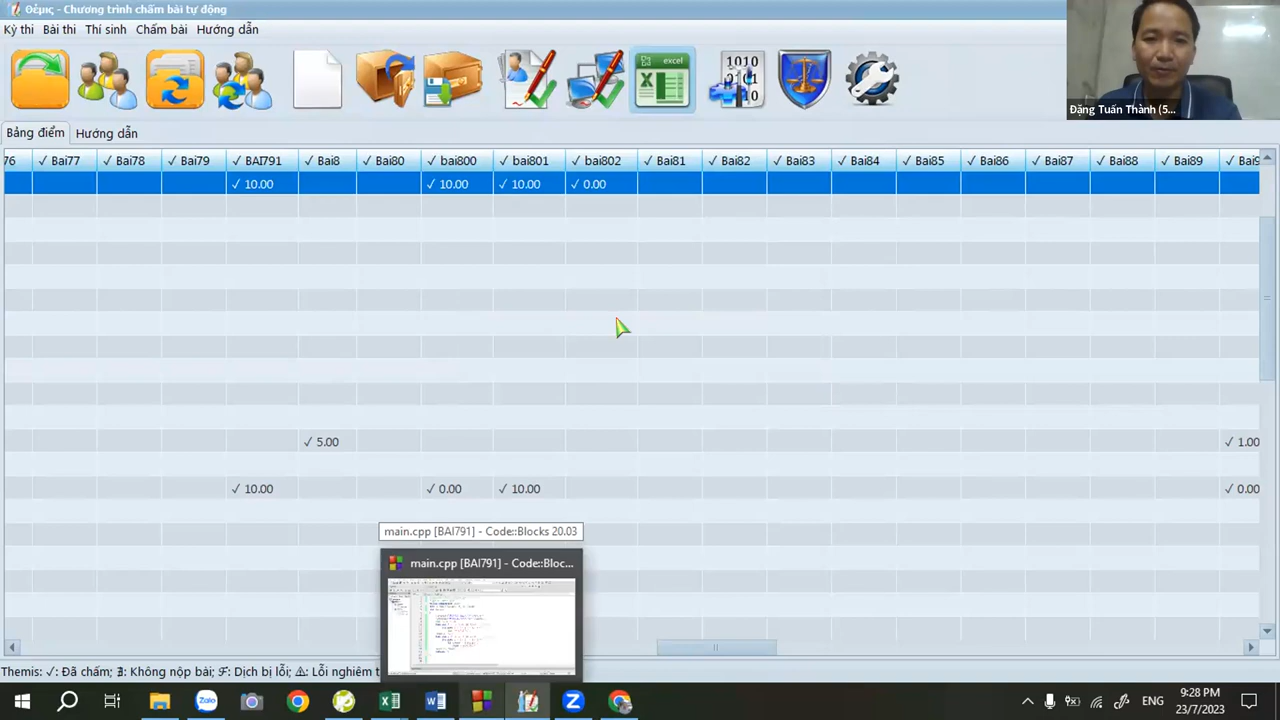 Θέμις - Chương trình chấm bài tự động
Kỳ thi Bài thi Thí sinh Chấm bài Hướng dẫn
excel
1010
0101
10
Đặng Tuấn Thành (5...
Bảng điểm Hướng dẫn
76 ✓ Bai77 ✓ Bai78 ✓ Bai79 ✓ BAI791 ✓ Bai8 ✓ Bai80 ✓ bai800 ✓ bai801 ✓ bai802 ✓ Bai81 ✓ Bai82 ✓ Bai83 ✓ Bai84 ✓ Bai85 ✓ Bai86 ✓ Bai87 ✓ Bai88 ✓ Bai89 ✓ Bai9
✓ 10.00 ✓ 10.00 ✓ 10.00 ✓ 0.00
✓ 5.00 ✓ 1.00
✓ 10.00 ✓ 0.00 ✓ 10.00 ✓ 0.00
main.cpp [BAI791] - Code::Blocks 20.03
main.cpp [BAI791] - Code::Bloc...
Themis: ✓: Đã chấm; ∄: Không nộp bài; ℱ: Dịch bị lỗi; ⚠: Lỗi nghiêm t
Zalo
ENG
9:28 PM
23/7/2023